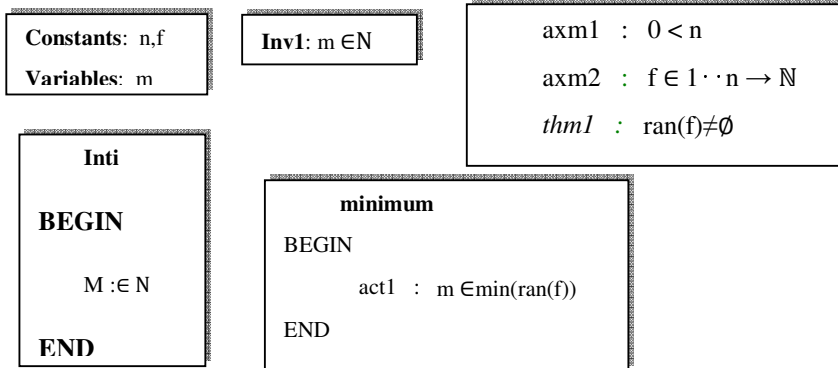 Constants: n,f
Variables: m
Inv1: m ∈ N
axm1 : 0 < n
axm2 : f ∈ 1‥n → ℕ
thm1 : ran(f)≠∅
Inti
BEGIN
M :∈ N
END
minimum
BEGIN
act1 : m ∈min(ran(f))
END